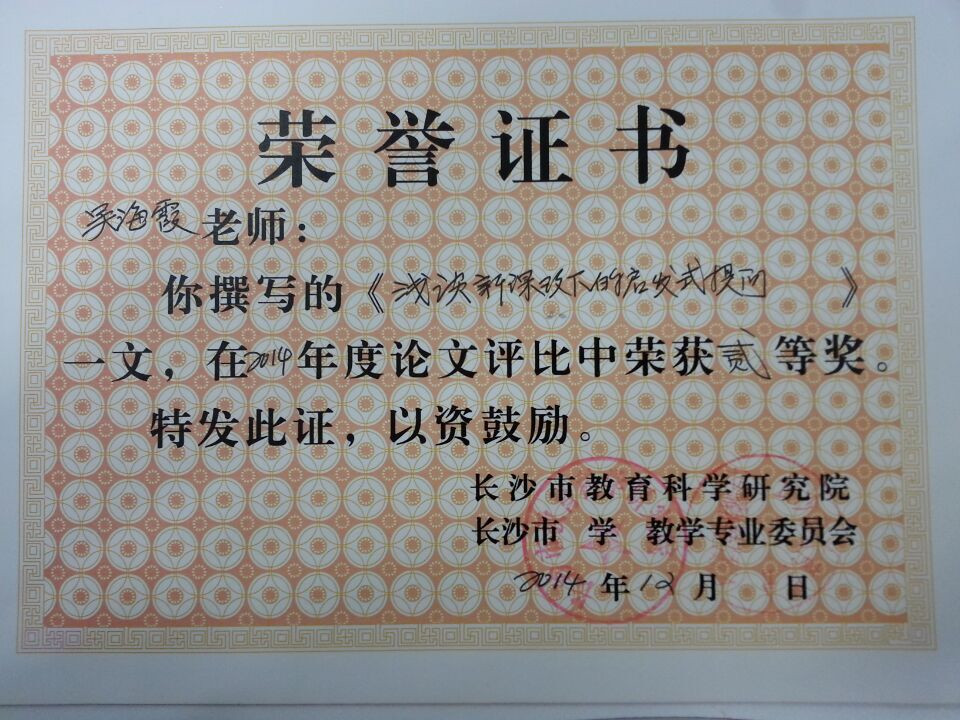 荣誉证书
吴海霞老师：
你撰写的《浅谈新课改下的启发式提问》
一文，在2014年度论文评比中荣获贰等奖。
特发此证，以资鼓励。
长沙市教育科学研究院
长沙市 学 教学专业委员会
2014年12月 日